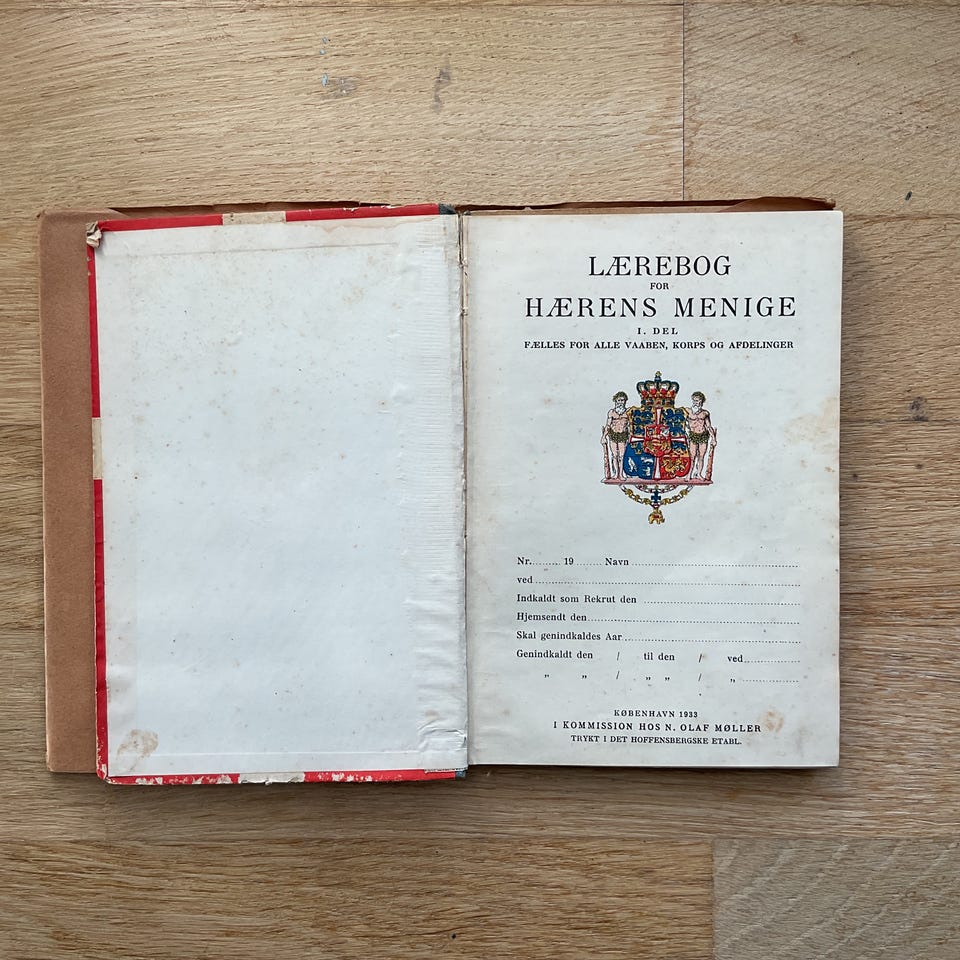 LÆREBOG
FOR
HÆRENS MENIGE
I. DEL
FÆLLES FOR ALLE VAABEN, KORPS OG AFDELINGER
Nr.......... 19........ Navn ..............................................
ved..........................................................................
Indkaldt som Rekrut den ............................................
Hjemsendt den..........................................................
Skal genindkaldes Aar.................................................
Genindkaldt den / til den / ved...............
„ „ / „ „ / „ ...............
KØBENHAVN 1933
I KOMMISSION HOS N. OLAF MØLLER
TRYKT I DET HOFFENSBERGSKE ETABL.